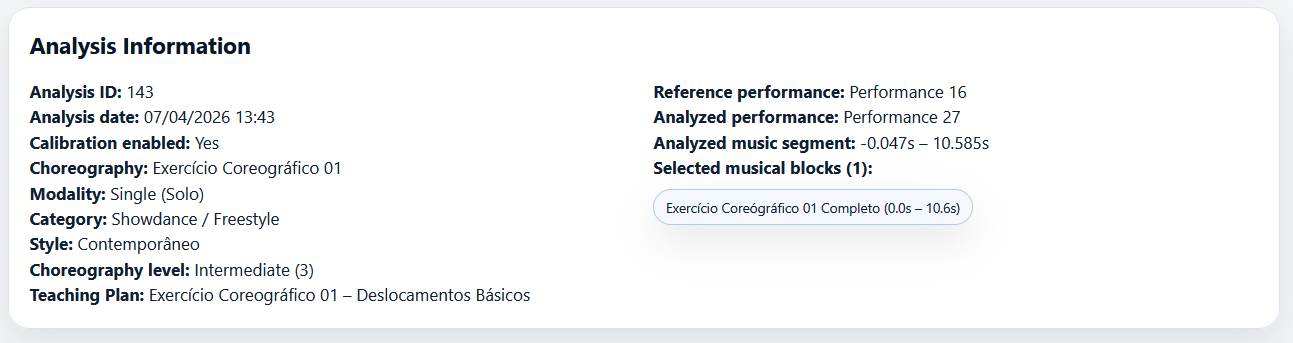 Analysis Information
Analysis ID: 143
Analysis date: 07/04/2026 13:43
Calibration enabled: Yes
Choreography: Exercício Coreográfico 01
Modality: Single (Solo)
Category: Showdance / Freestyle
Style: Contemporâneo
Choreography level: Intermediate (3)
Teaching Plan: Exercício Coreográfico 01 – Deslocamentos Básicos
Reference performance: Performance 16
Analyzed performance: Performance 27
Analyzed music segment: -0.047s – 10.585s
Selected musical blocks (1):
Exercício Coreógráfico 01 Completo (0.0s – 10.6s)